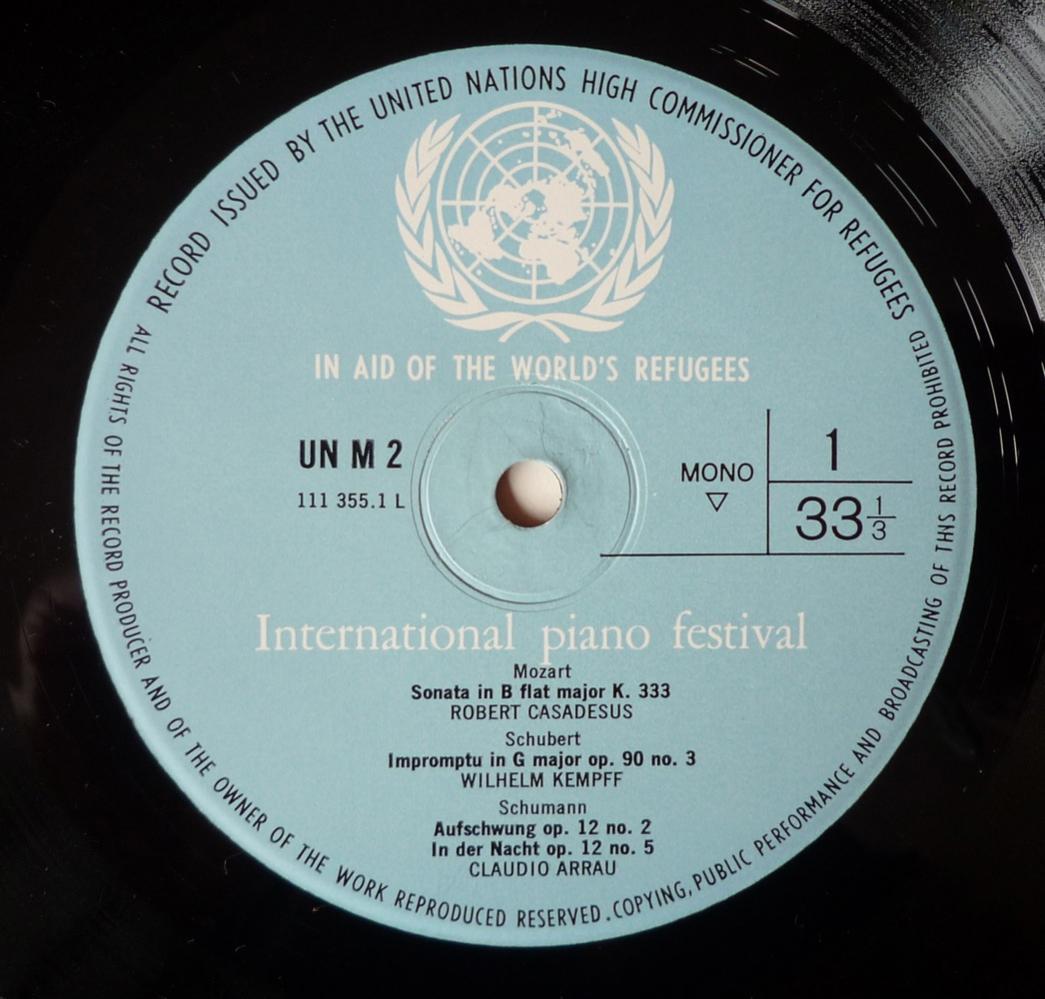 RECORD ISSUED BY THE UNITED NATIONS HIGH COMMISSIONER FOR REFUGEES
IN AID OF THE WORLD'S REFUGEES
UN M 2
111 355.1 L
MONO
▽
1
33 1/3
International piano festival
Mozart
Sonata in B flat major K. 333
ROBERT CASADESUS
Schubert
Impromptu in G major op. 90 no. 3
WILHELM KEMPFF
Schumann
Aufschwung op. 12 no. 2
In der Nacht op. 12 no. 5
CLAUDIO ARRAU
ALL RIGHTS OF THE RECORD PRODUCER AND OF THE OWNER OF THE WORK REPRODUCED RESERVED. COPYING, PUBLIC PERFORMANCE AND BROADCASTING OF THIS RECORD PROHIBITED